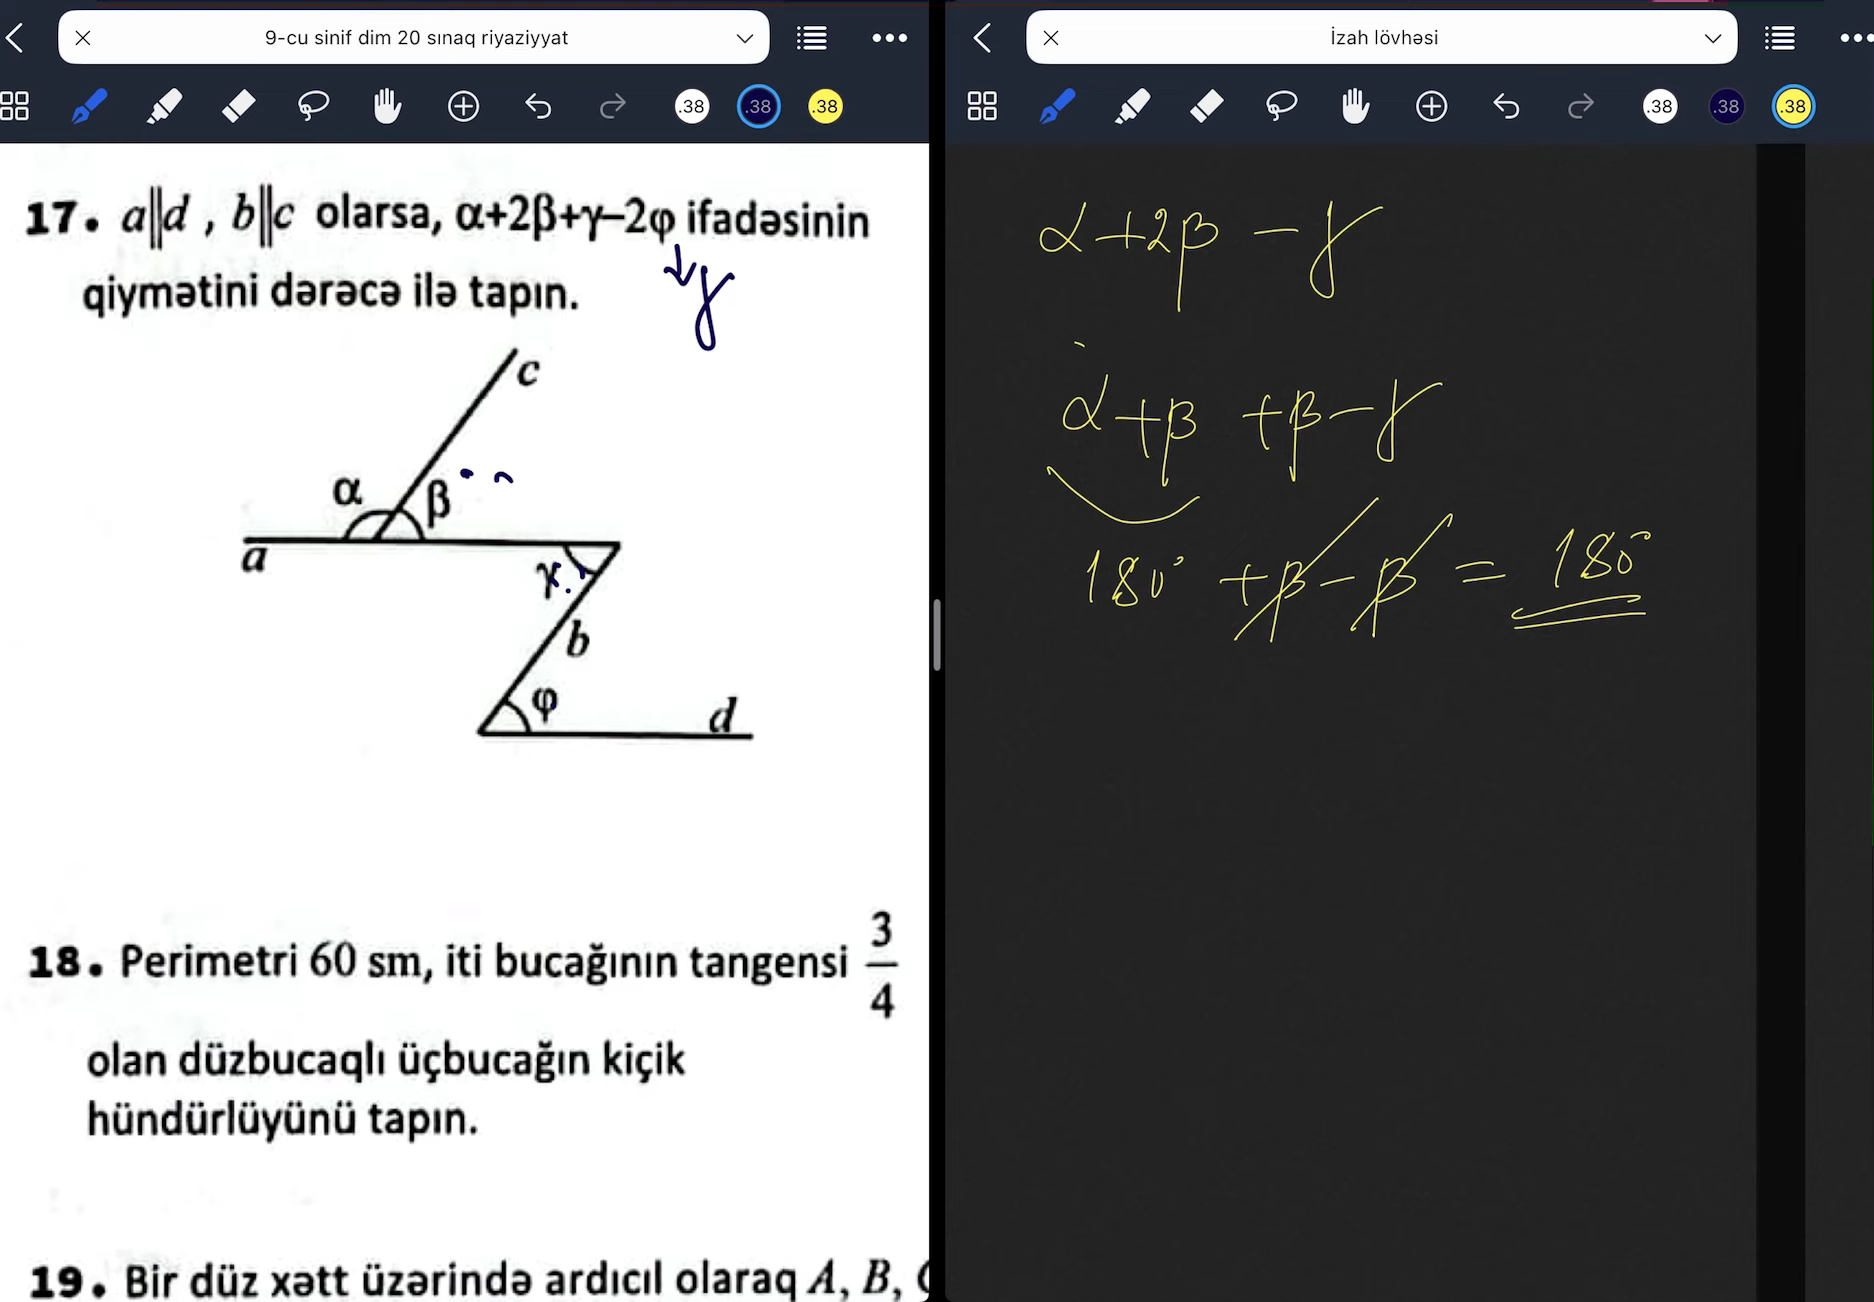 9-cu sinif dim 20 sınaq riyaziyyat
.38 .38 .38
17. a||d , b||c olarsa, α+2β+γ–2φ ifadəsinin
qiymətini dərəcə ilə tapın.
γ
c
α β
a
γ
b
φ
d
18. Perimetri 60 sm, iti bucağının tangensi 3/4
olan düzbucaqlı üçbucağın kiçik
hündürlüyünü tapın.
19. Bir düz xətt üzərində ardıcıl olaraq A, B,
İzah lövhəsi
.38 .38 .38
α+2β – γ
α+β +β–γ
180° +β–β = 180°